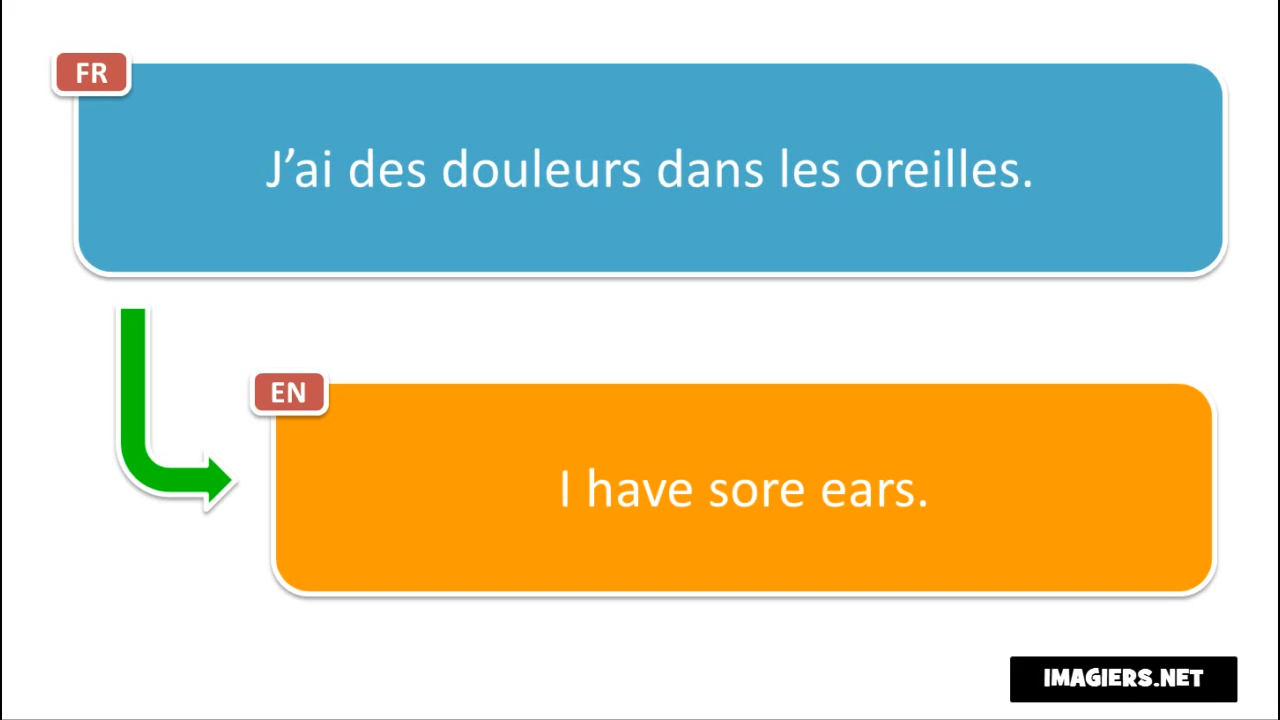 FR
J’ai des douleurs dans les oreilles.
EN
I have sore ears.
IMAGIERS.NET